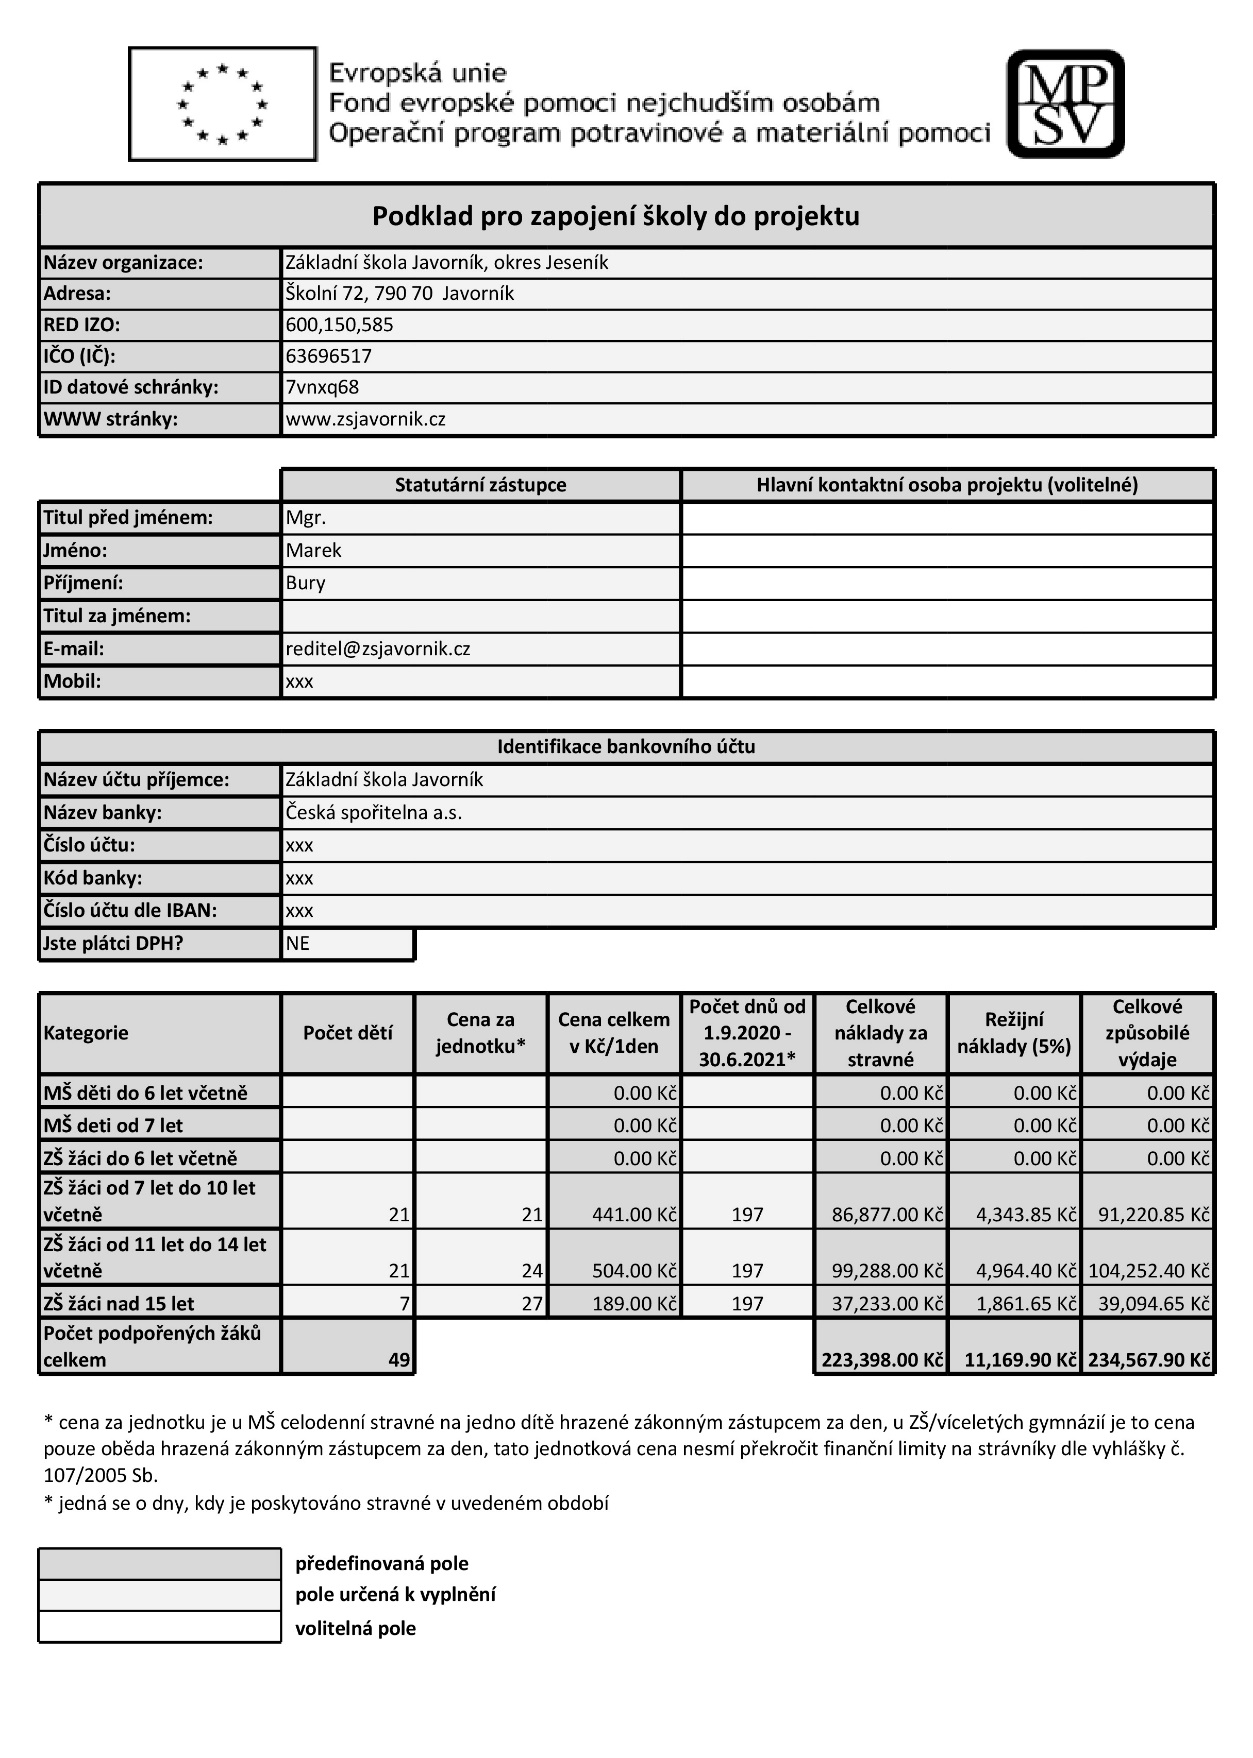 Evropská unie
Fond evropské pomoci nejchudším osobám
Operační program potravinové a materiální pomoci
MP
SV
Podklad pro zapojení školy do projektu
Název organizace: Základní škola Javorník, okres Jeseník
Adresa: Školní 72, 790 70  Javorník
RED IZO: 600,150,585
IČO (IČ): 63696517
ID datové schránky: 7vnxq68
WWW stránky: www.zsjavornik.cz
Statutární zástupce Hlavní kontaktní osoba projektu (volitelné)
Titul před jménem: Mgr.
Jméno: Marek
Příjmení: Bury
Titul za jménem:
E-mail: reditel@zsjavornik.cz
Mobil: xxx
Identifikace bankovního účtu
Název účtu příjemce: Základní škola Javorník
Název banky: Česká spořitelna a.s.
Číslo účtu: xxx
Kód banky: xxx
Číslo účtu dle IBAN: xxx
Jste plátci DPH? NE
Kategorie Počet dětí Cena za jednotku* Cena celkem v Kč/1den Počet dnů od 1.9.2020 - 30.6.2021* Celkové náklady za stravné Režijní náklady (5%) Celkové způsobilé výdaje
MŠ děti do 6 let včetně 0.00 Kč 0.00 Kč 0.00 Kč 0.00 Kč
MŠ deti od 7 let 0.00 Kč 0.00 Kč 0.00 Kč 0.00 Kč
ZŠ žáci do 6 let včetně 0.00 Kč 0.00 Kč 0.00 Kč 0.00 Kč
ZŠ žáci od 7 let do 10 let
včetně 21 21 441.00 Kč 197 86,877.00 Kč 4,343.85 Kč 91,220.85 Kč
ZŠ žáci od 11 let do 14 let
včetně 21 24 504.00 Kč 197 99,288.00 Kč 4,964.40 Kč 104,252.40 Kč
ZŠ žáci nad 15 let 7 27 189.00 Kč 197 37,233.00 Kč 1,861.65 Kč 39,094.65 Kč
Počet podpořených žáků
celkem 49 223,398.00 Kč 11,169.90 Kč 234,567.90 Kč
* cena za jednotku je u MŠ celodenní stravné na jedno dítě hrazené zákonným zástupcem za den, u ZŠ/víceletých gymnázií je to cena
pouze oběda hrazená zákonným zástupcem za den, tato jednotková cena nesmí překročit finanční limity na strávníky dle vyhlášky č.
107/2005 Sb.
* jedná se o dny, kdy je poskytováno stravné v uvedeném období
předefinovaná pole
pole určená k vyplnění
volitelná pole